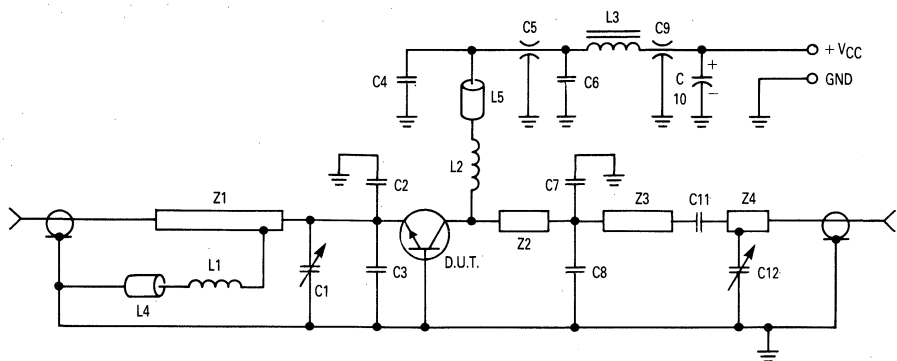 L3
C5
C9
+ VCC
C4
L5
C6
C
10
+
−
GND
L2
C2
C7
Z1
Z3
C11
Z4
Z2
L1
L4
C1
C3
D.U.T.
C8
C12